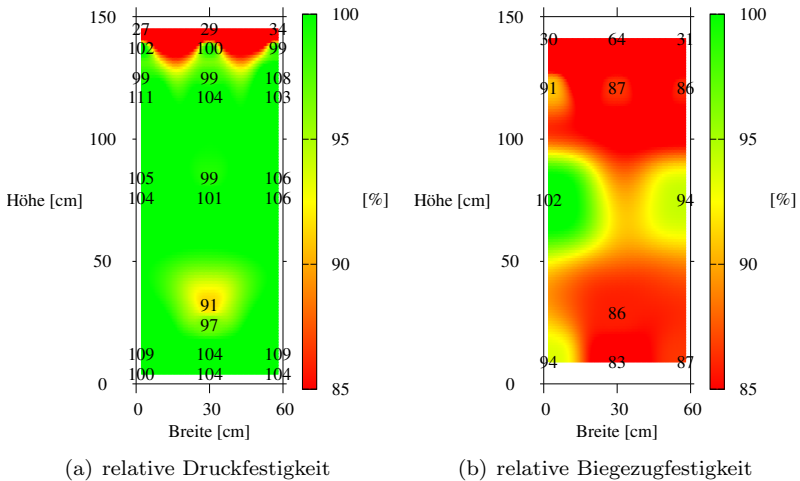 150
100
50
0
Höhe [cm]
27 29 34
102 100 99
99 99 108
111 104 103
105 99 106
104 101 106
91
97
109 104 109
100 104 104
0 30 60
Breite [cm]
100
95
90
85
[%]
(a) relative Druckfestigkeit
150
100
50
0
Höhe [cm]
30 64 31
91 87 86
102 94
86
94 83 87
0 30 60
Breite [cm]
100
95
90
85
[%]
(b) relative Biegezugfestigkeit